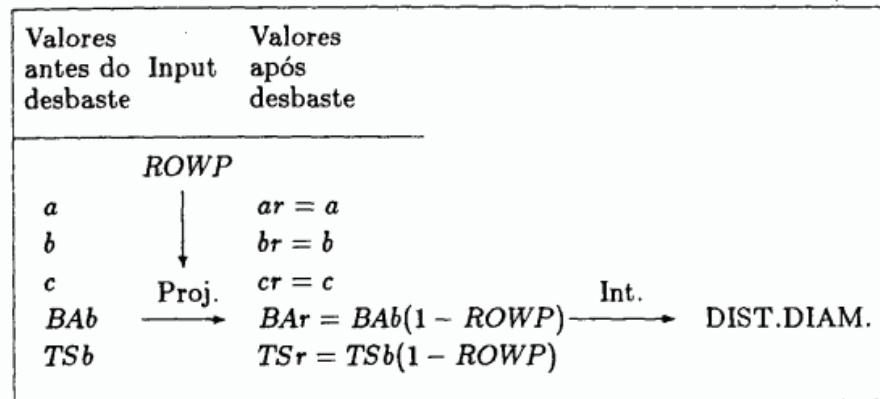 Valores Valores
antes do Input após
desbaste desbaste
ROWP
a ar = a
b br = b
c cr = c
Proj. Int.
BAb BAr = BAb(1 − ROWP) DIST.DIAM.
TSb TSr = TSb(1 − ROWP)